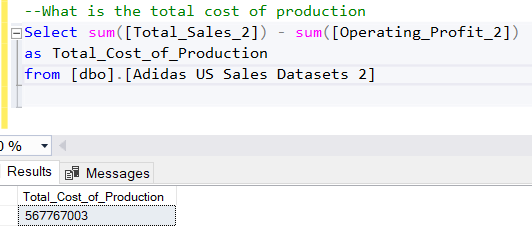 --What is the total cost of production
Select sum([Total_Sales_2]) - sum([Operating_Profit_2])
as Total_Cost_of_Production
from [dbo].[Adidas US Sales Datasets 2]
0 %
Results Messages
Total_Cost_of_Production
567767003